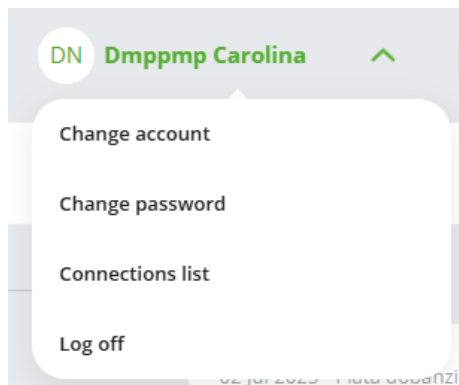 DN Dmppmp Carolina
Change account
Change password
Connections list
Log off